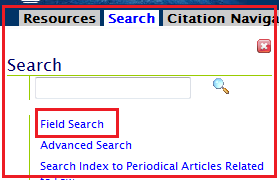 Resources Search Citation Naviga
Search
Field Search
Advanced Search
Search Index to Periodical Articles Related